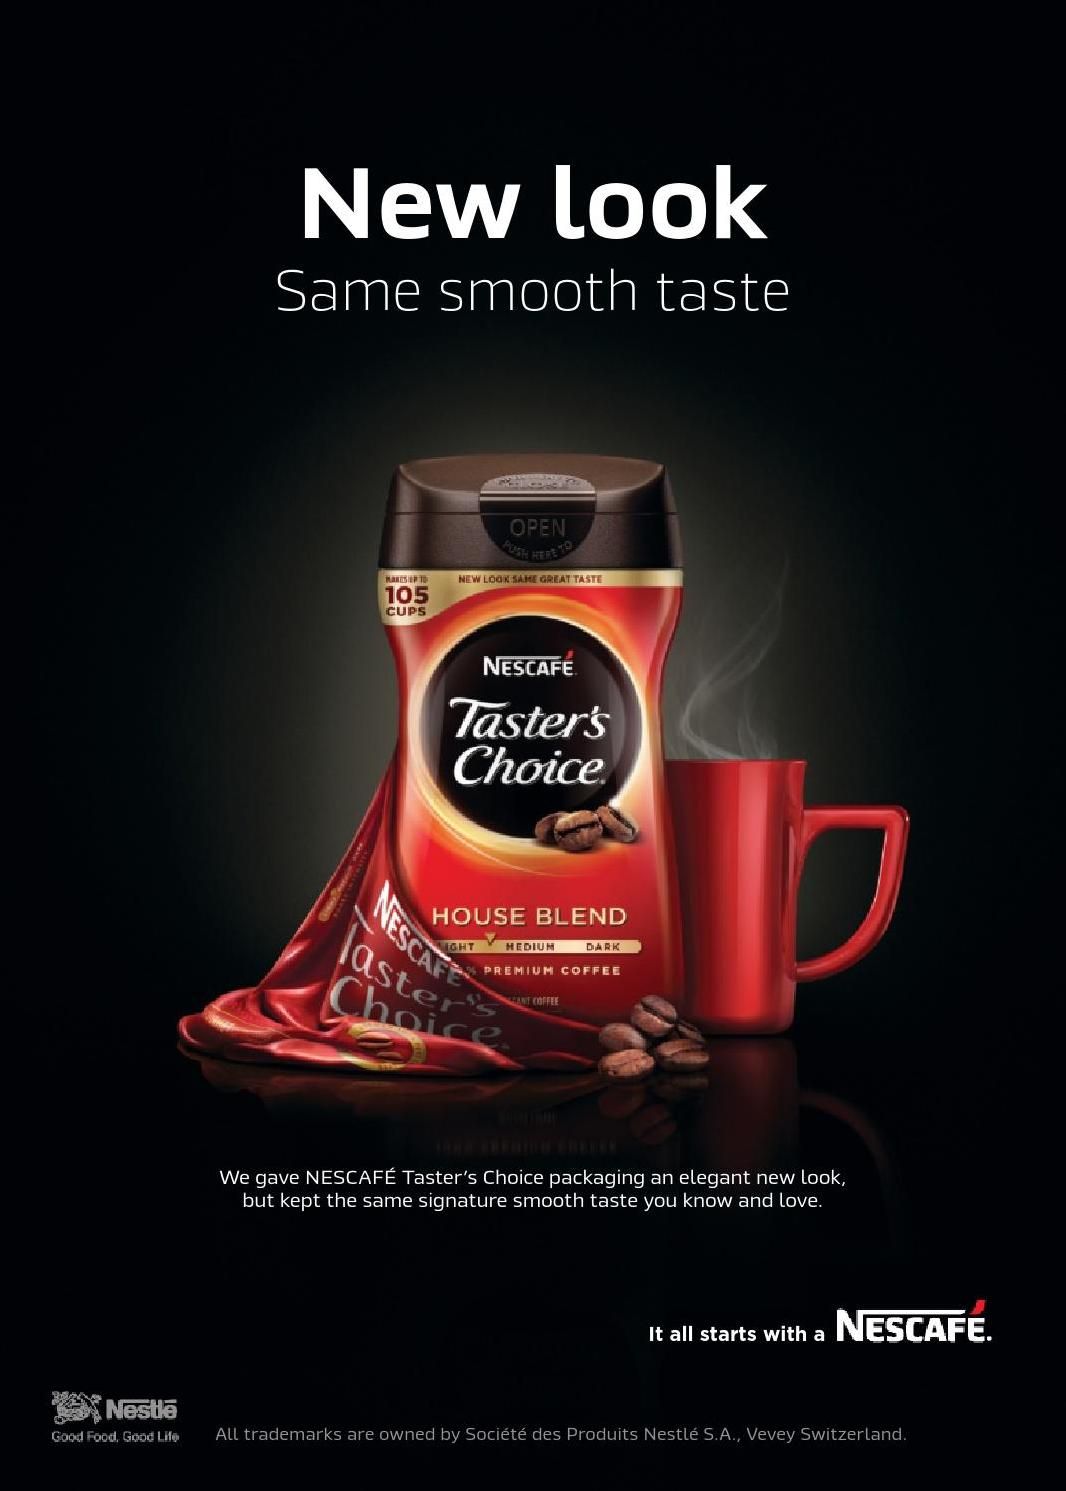 New look
Same smooth taste
OPEN
PUSH HERE TO
MAKES UP TO
105
CUPS
NEW LOOK SAME GREAT TASTE
NESCAFÉ
Taster's
Choice
HOUSE BLEND
MEDIUM DARK
% PREMIUM COFFEE
COFFEE
NESCAFÉ
Taster's
Choice
We gave NESCAFÉ Taster's Choice packaging an elegant new look,
but kept the same signature smooth taste you know and love.
It all starts with a NESCAFÉ.
Nestlé
Good Food, Good Life
All trademarks are owned by Société des Produits Nestlé S.A., Vevey Switzerland.